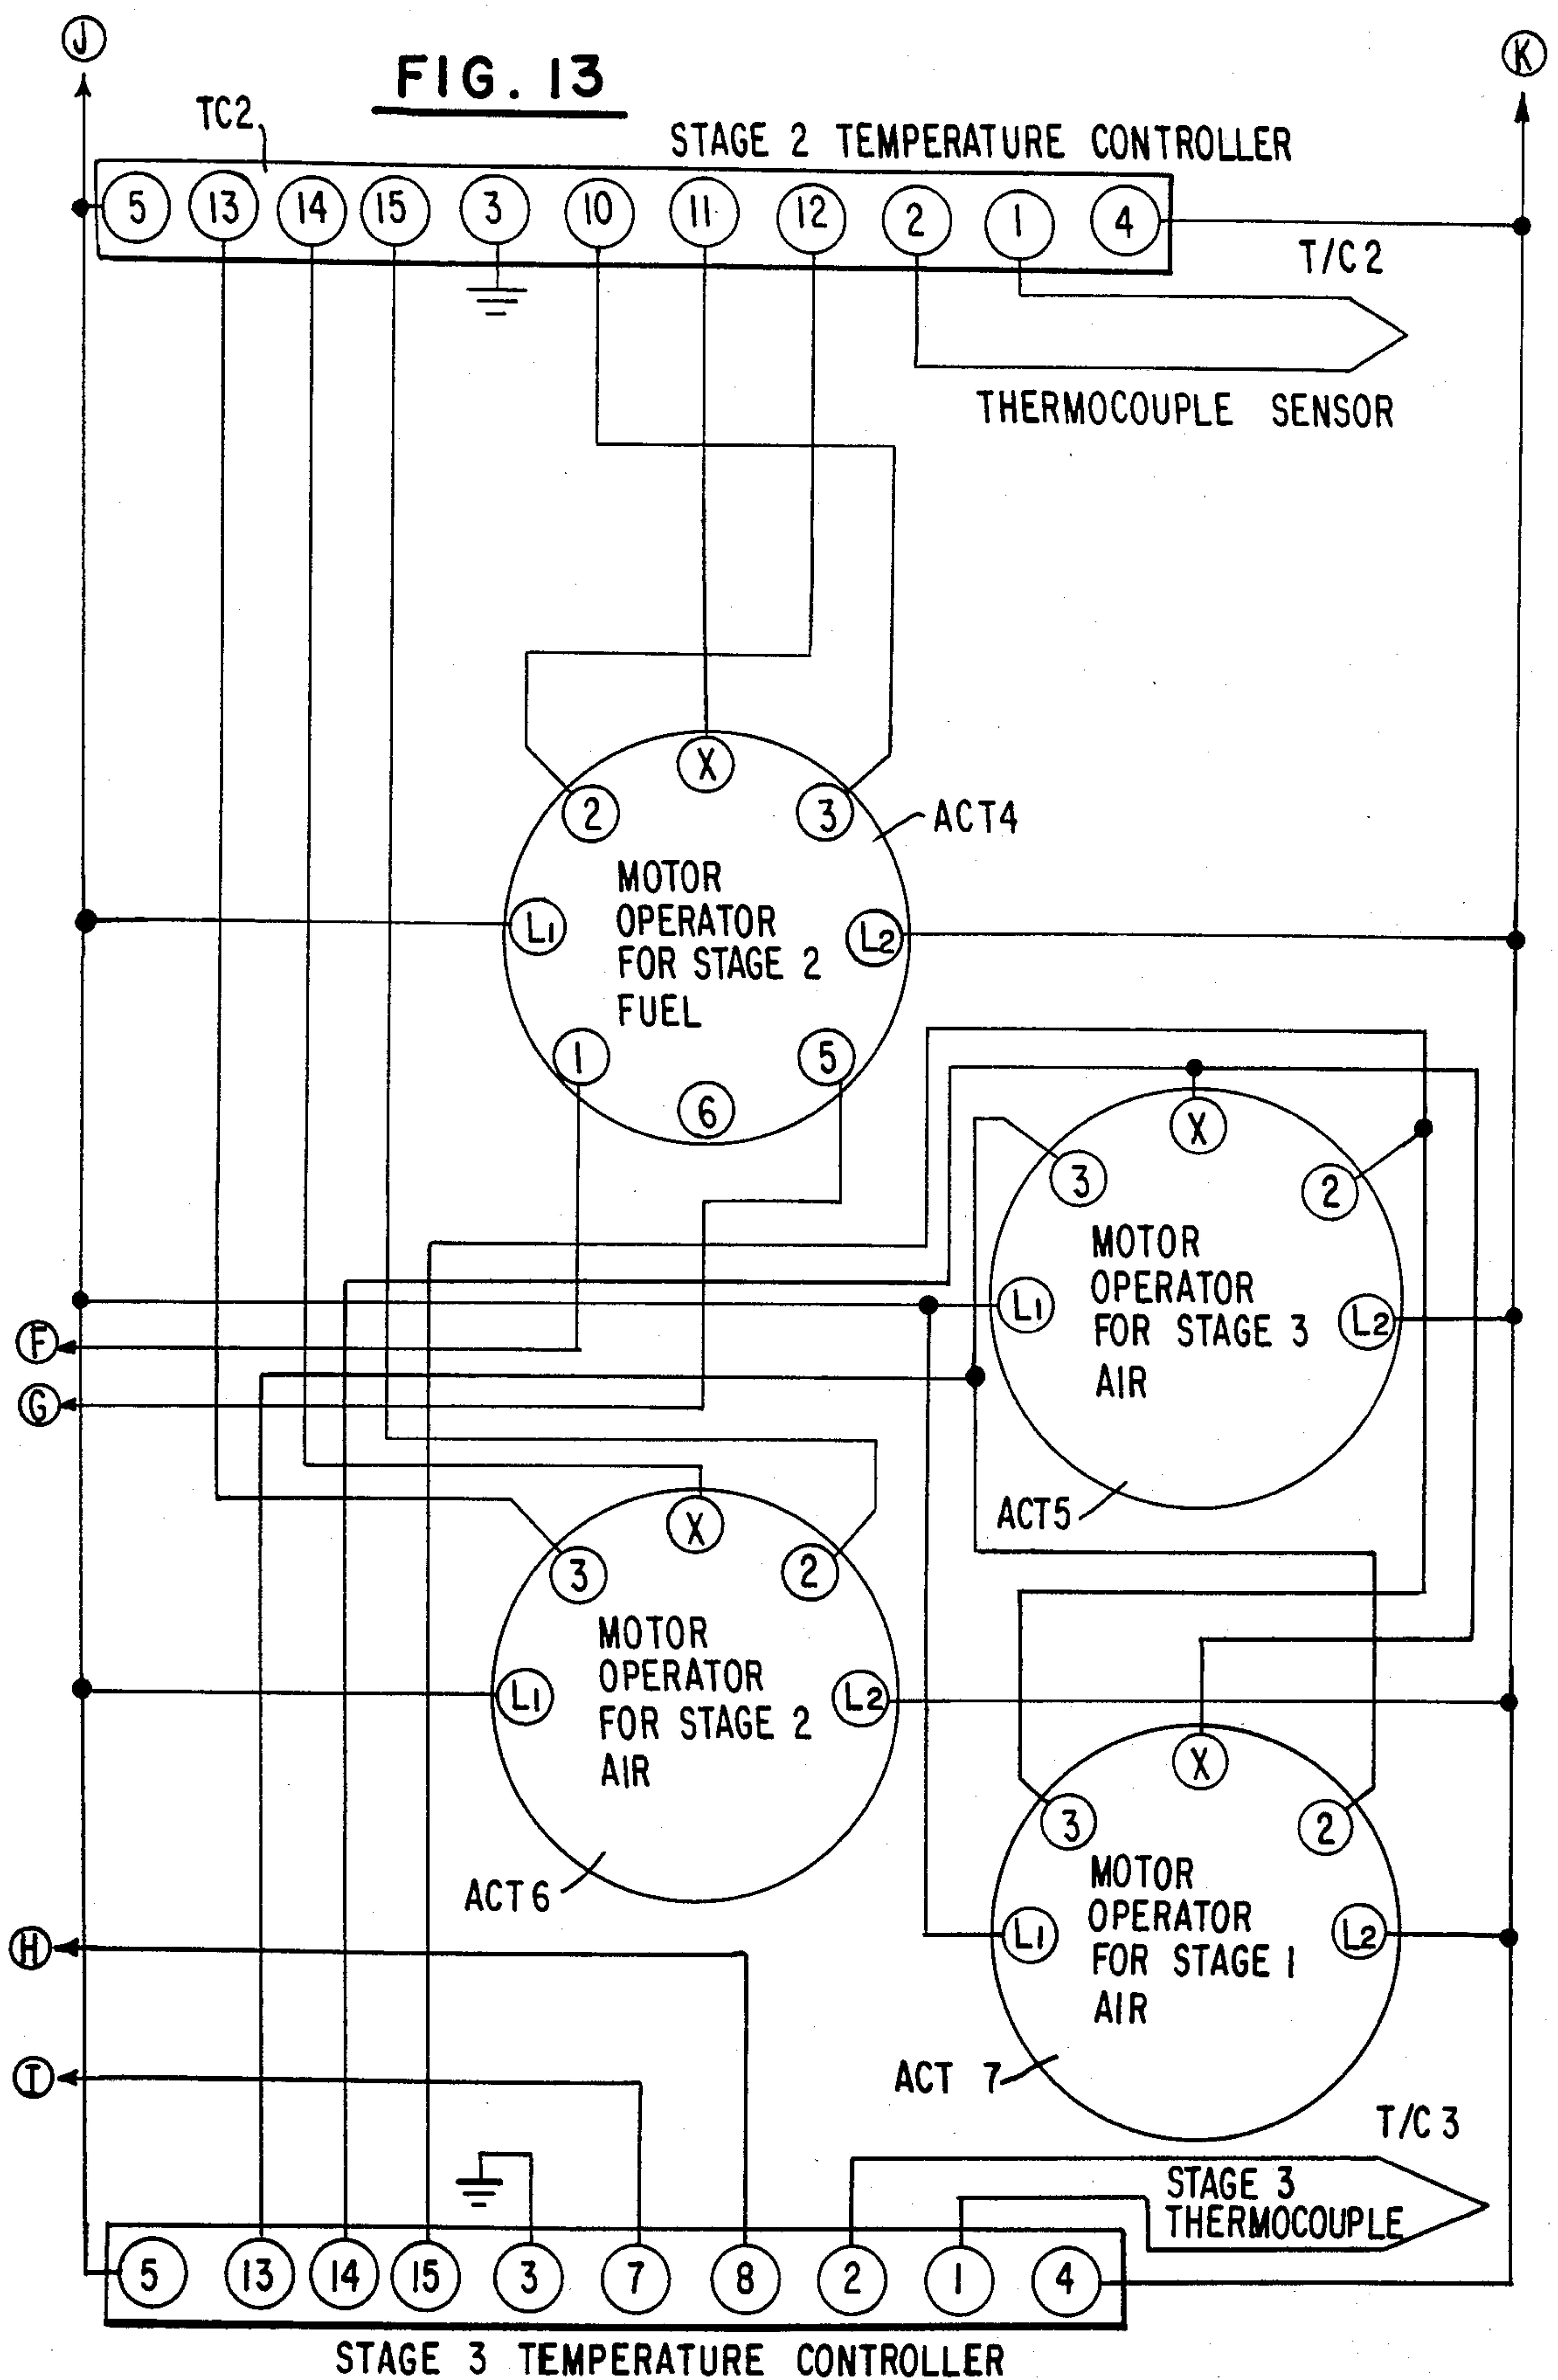 J
K
FIG. 13
TC2
STAGE 2 TEMPERATURE CONTROLLER
5 13 14 15 3 10 11 12 2 1 4
T/C2
THERMOCOUPLE SENSOR
X
2 3
ACT4
MOTOR
OPERATOR
FOR STAGE 2
FUEL
L1 L2
1 5
6
X
3 2
MOTOR
OPERATOR
FOR STAGE 3
AIR
L1 L2
F
G
ACT5
X
3 2
MOTOR
OPERATOR
FOR STAGE 2
AIR
L1 L2
ACT6
X
3 2
MOTOR
OPERATOR
FOR STAGE 1
AIR
L1 L2
H
ACT 7
I
T/C3
STAGE 3
THERMOCOUPLE
5 13 14 15 3 7 8 2 1 4
STAGE 3 TEMPERATURE CONTROLLER